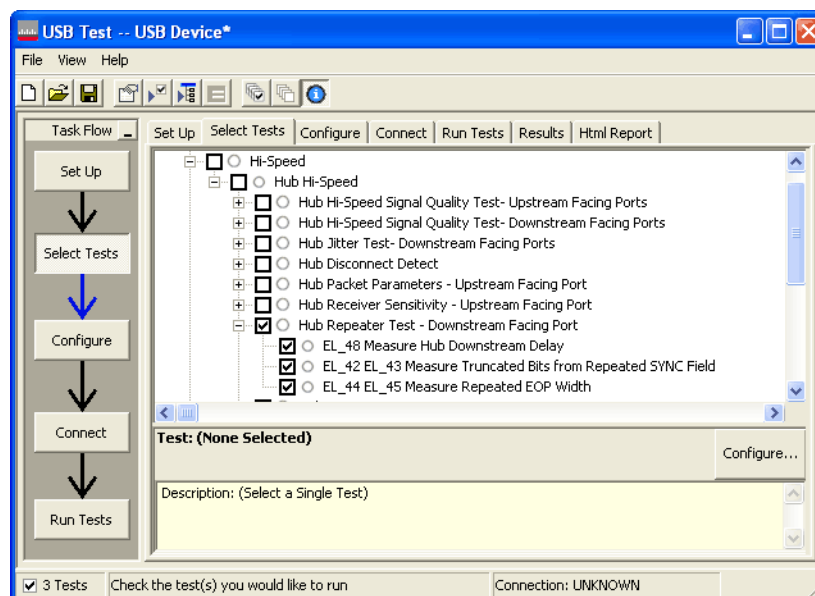 USB Test -- USB Device*
File View Help
Task Flow
Set Up
Select Tests
Configure
Connect
Run Tests
Set Up Select Tests Configure Connect Run Tests Results Html Report
Hi-Speed
Hub Hi-Speed
Hub Hi-Speed Signal Quality Test- Upstream Facing Ports
Hub Hi-Speed Signal Quality Test- Downstream Facing Ports
Hub Jitter Test- Downstream Facing Ports
Hub Disconnect Detect
Hub Packet Parameters - Upstream Facing Port
Hub Receiver Sensitivity - Upstream Facing Port
Hub Repeater Test - Downstream Facing Port
EL_48 Measure Hub Downstream Delay
EL_42 EL_43 Measure Truncated Bits from Repeated SYNC Field
EL_44 EL_45 Measure Repeated EOP Width
Test: (None Selected)
Configure...
Description: (Select a Single Test)
3 Tests Check the test(s) you would like to run Connection: UNKNOWN